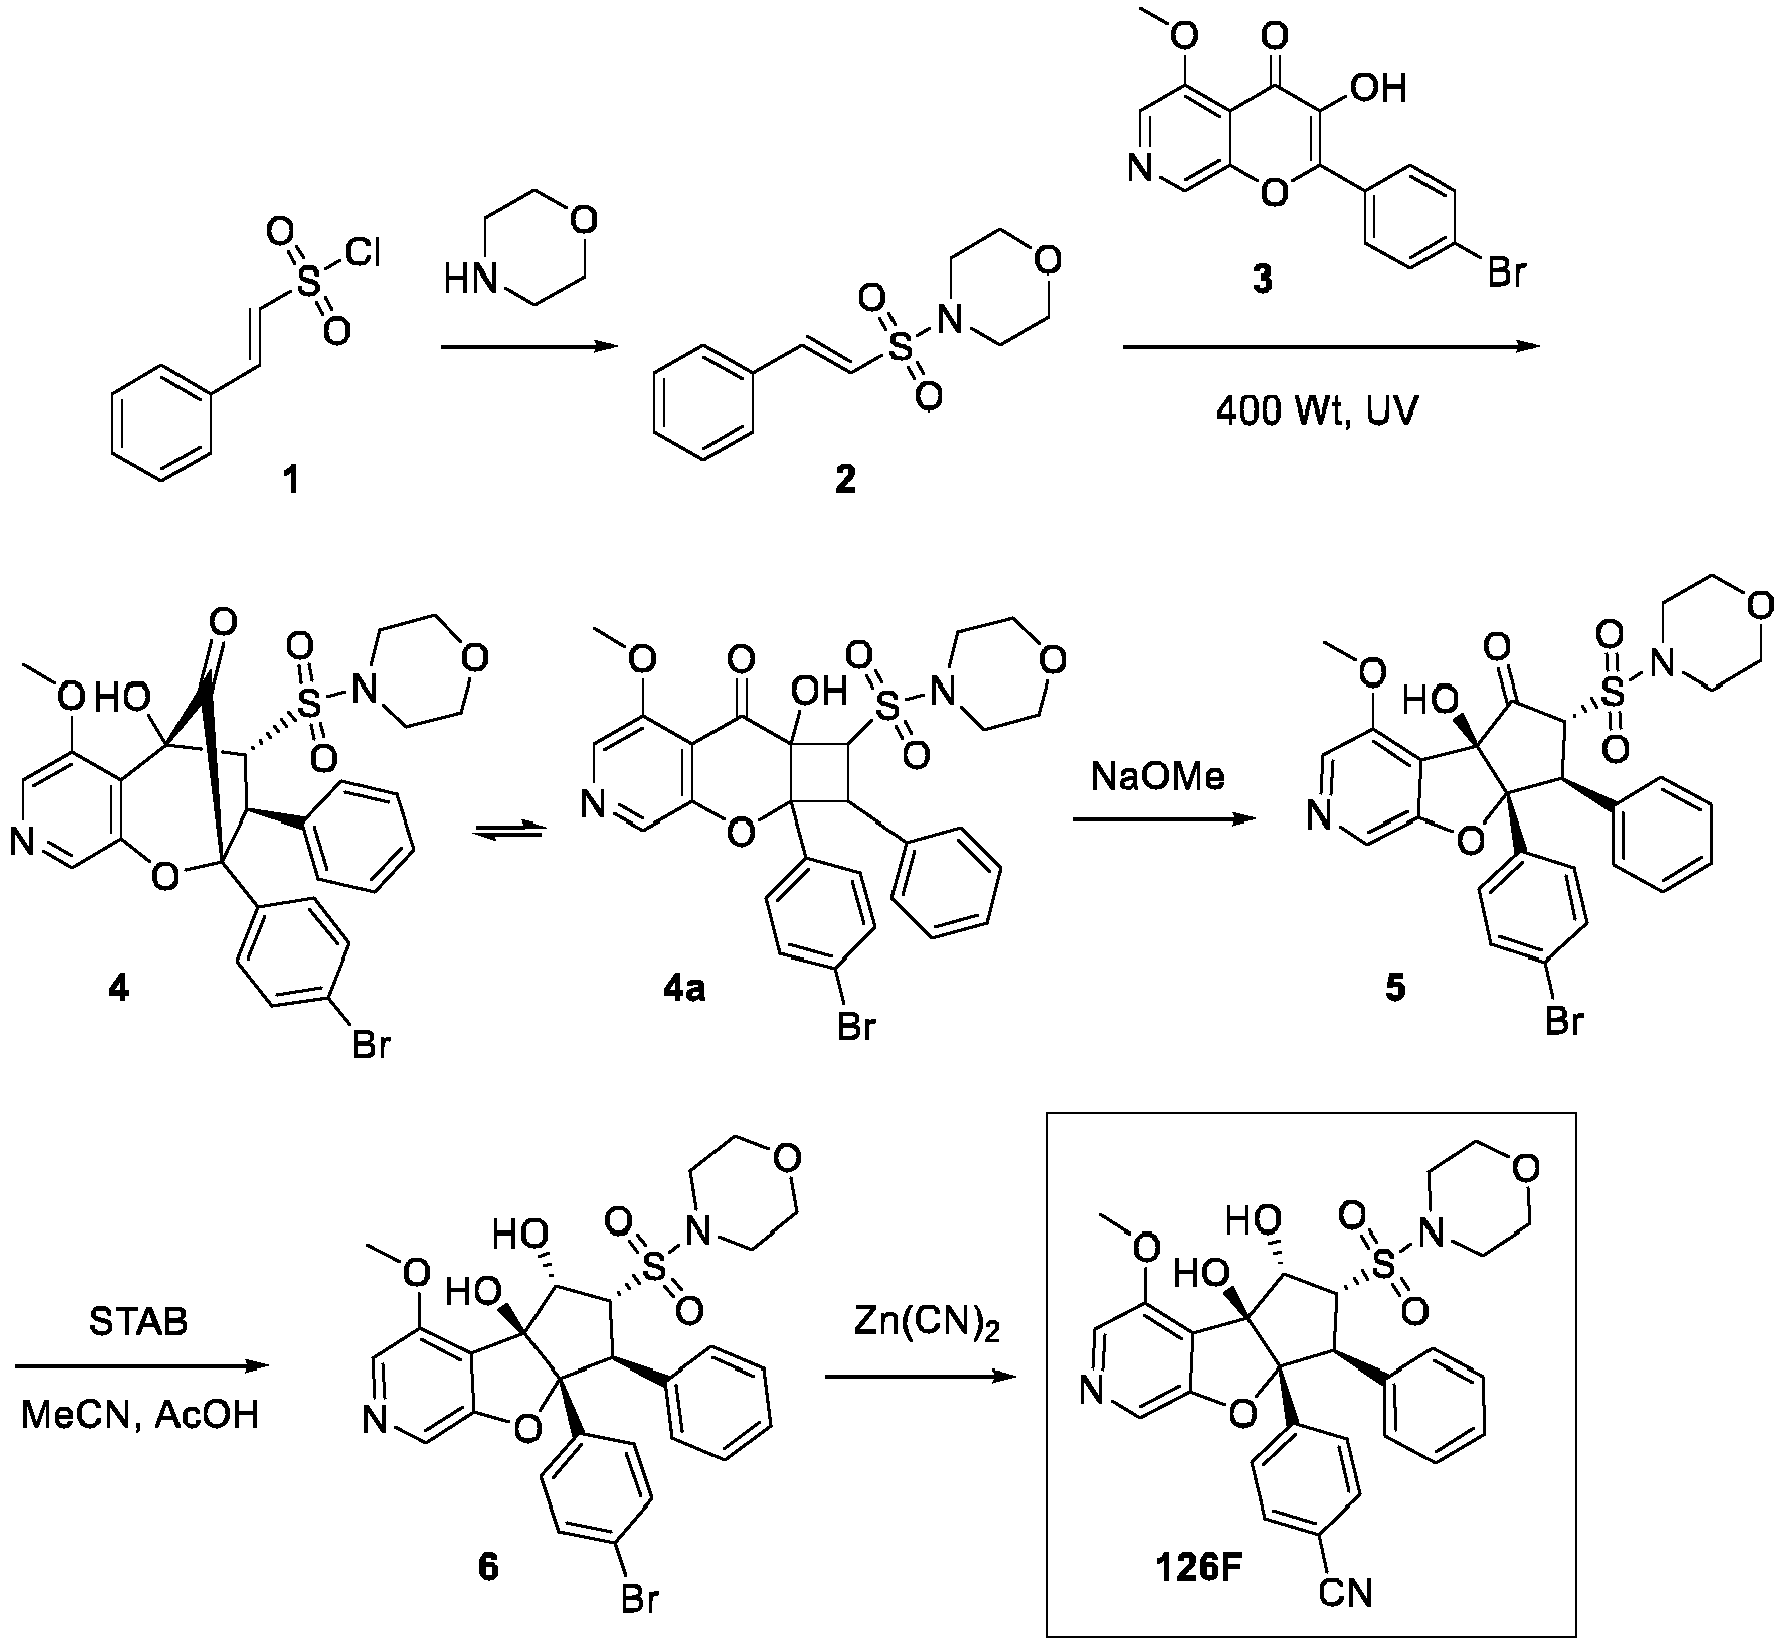 O O OH
N O Br
3
O S O Cl
1
HN O
O S O N O
2
400 Wt, UV
O HO O O S O N O
N O Br
4
O O OH O S O N O
N O Br
4a
NaOMe
O HO O O S O N O
N O Br
5
STAB
MeCN, AcOH
O HO HO O S O N O
N O Br
6
Zn(CN)2
O HO HO O S O N O
N O
126F
CN